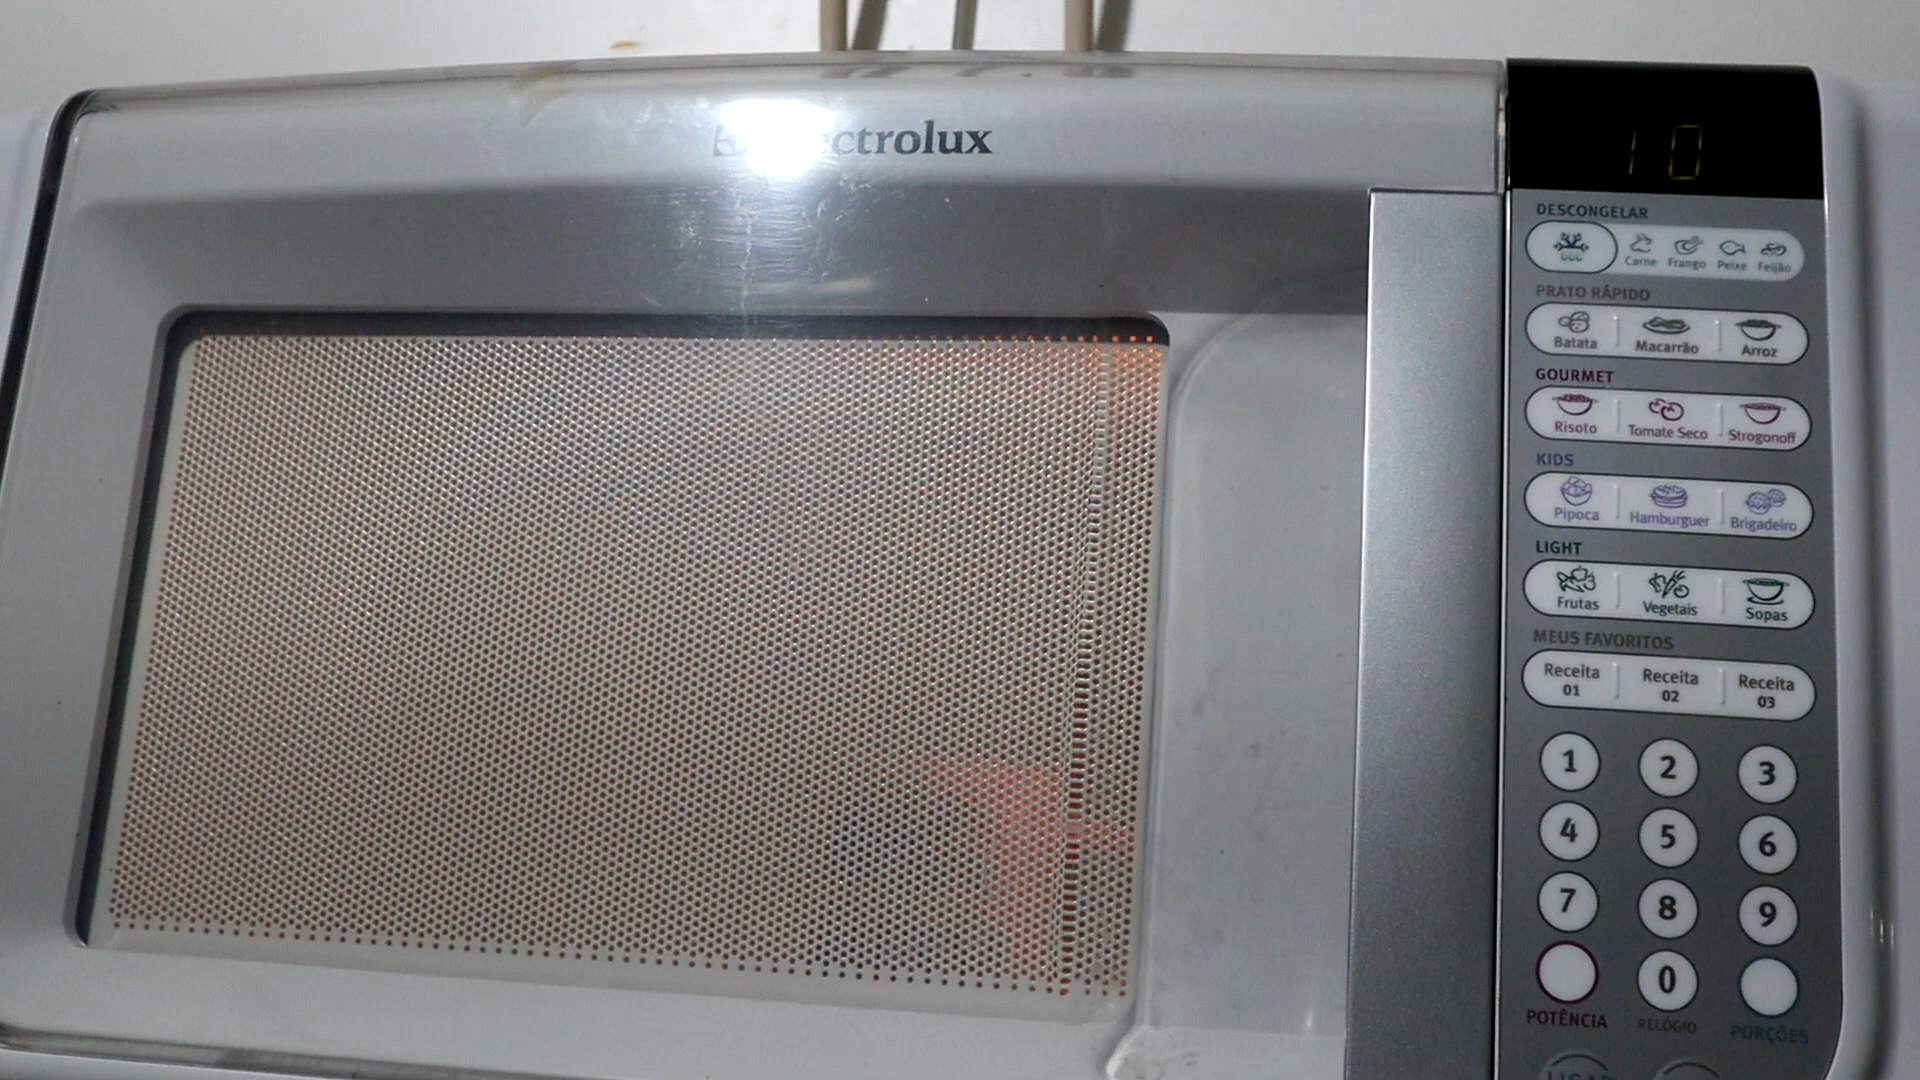 ctrolux
10
DESCONGELAR
Carne Frango Peixe Feijão
PRATO RÁPIDO
Batata Macarrão Arroz
GOURMET
Risoto Tomate Seco Strogonoff
KIDS
Pipoca Hamburguer Brigadeiro
LIGHT
Frutas Vegetais Sopas
MEUS FAVORITOS
Receita 01 Receita 02 Receita 03
1 2 3
4 5 6
7 8 9
0
POTÊNCIA RELÓGIO PORÇÕES